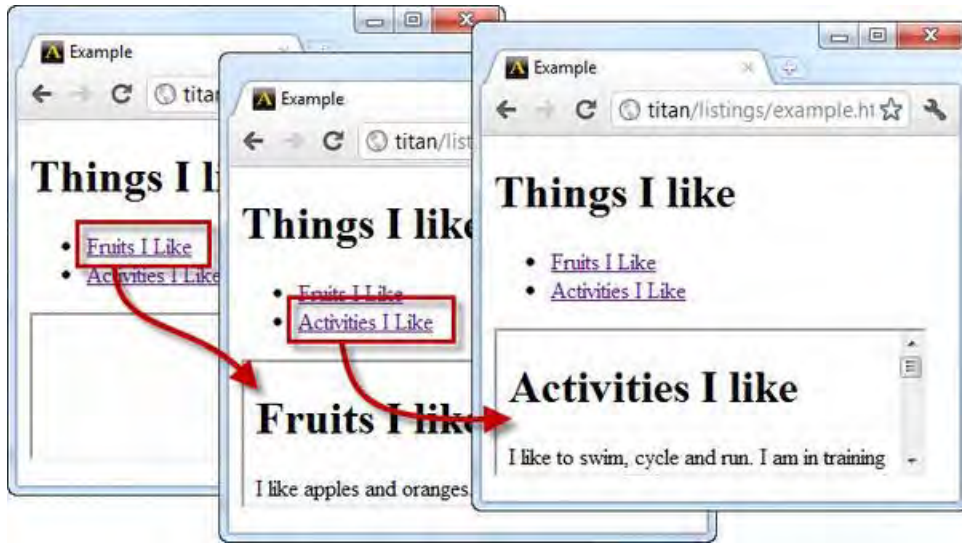 Example
titar
Things I li
Fruits I Like
Activities I Like
Example
titan/list
Things I like
Fruits I Like
Activities I Like
Fruits I like
I like apples and oranges.
Example
titan/listings/example.ht
Things I like
Fruits I Like
Activities I Like
Activities I like
I like to swim, cycle and run. I am in training